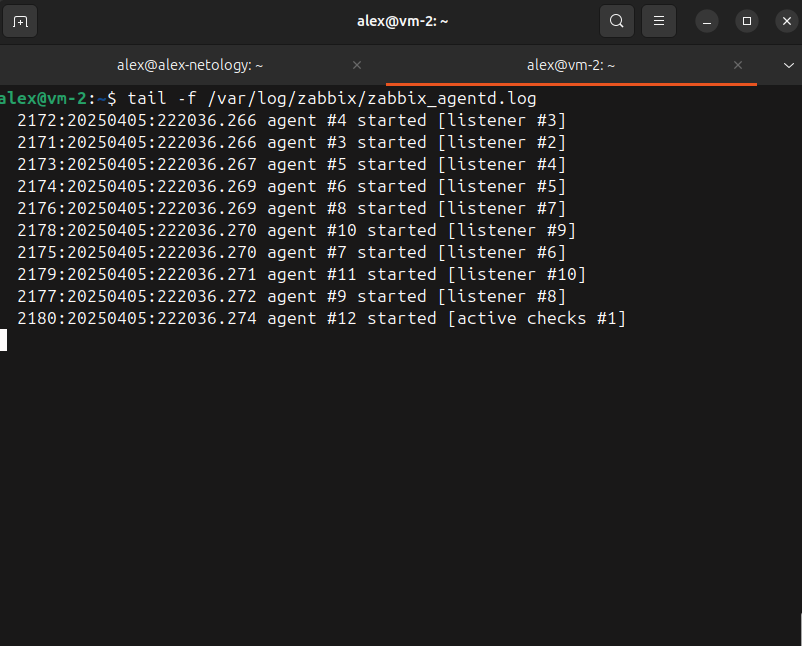 alex@vm-2: ~
alex@alex-netology: ~
alex@vm-2: ~
alex@vm-2:~$ tail -f /var/log/zabbix/zabbix_agentd.log
2172:20250405:222036.266 agent #4 started [listener #3]
2171:20250405:222036.266 agent #3 started [listener #2]
2173:20250405:222036.267 agent #5 started [listener #4]
2174:20250405:222036.269 agent #6 started [listener #5]
2176:20250405:222036.269 agent #8 started [listener #7]
2178:20250405:222036.270 agent #10 started [listener #9]
2175:20250405:222036.270 agent #7 started [listener #6]
2179:20250405:222036.271 agent #11 started [listener #10]
2177:20250405:222036.272 agent #9 started [listener #8]
2180:20250405:222036.274 agent #12 started [active checks #1]